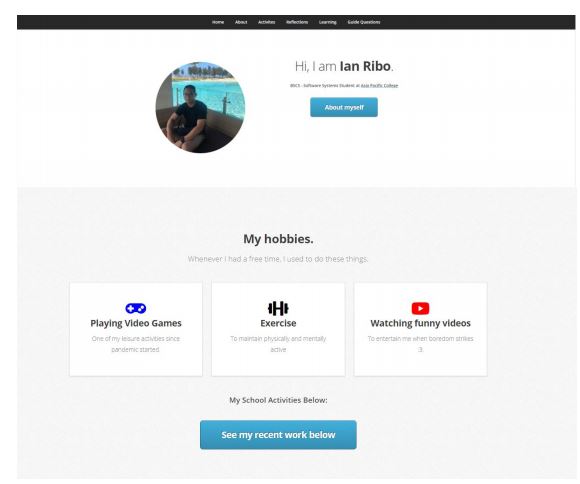 Home About Activites Reflections Learning Guide Questions
Hi, I am Ian Ribo.
BSCS - Software Systems Student at Asia Pacific College
About myself
My hobbies.
Whenever I had a free time, I used to do these things.
Playing Video Games
One of my leisure activities since
pandemic started.
Exercise
To maintain physically and mentally
active
Watching funny videos
To entertain me when boredom strikes
:3.
My School Activities Below:
See my recent work below